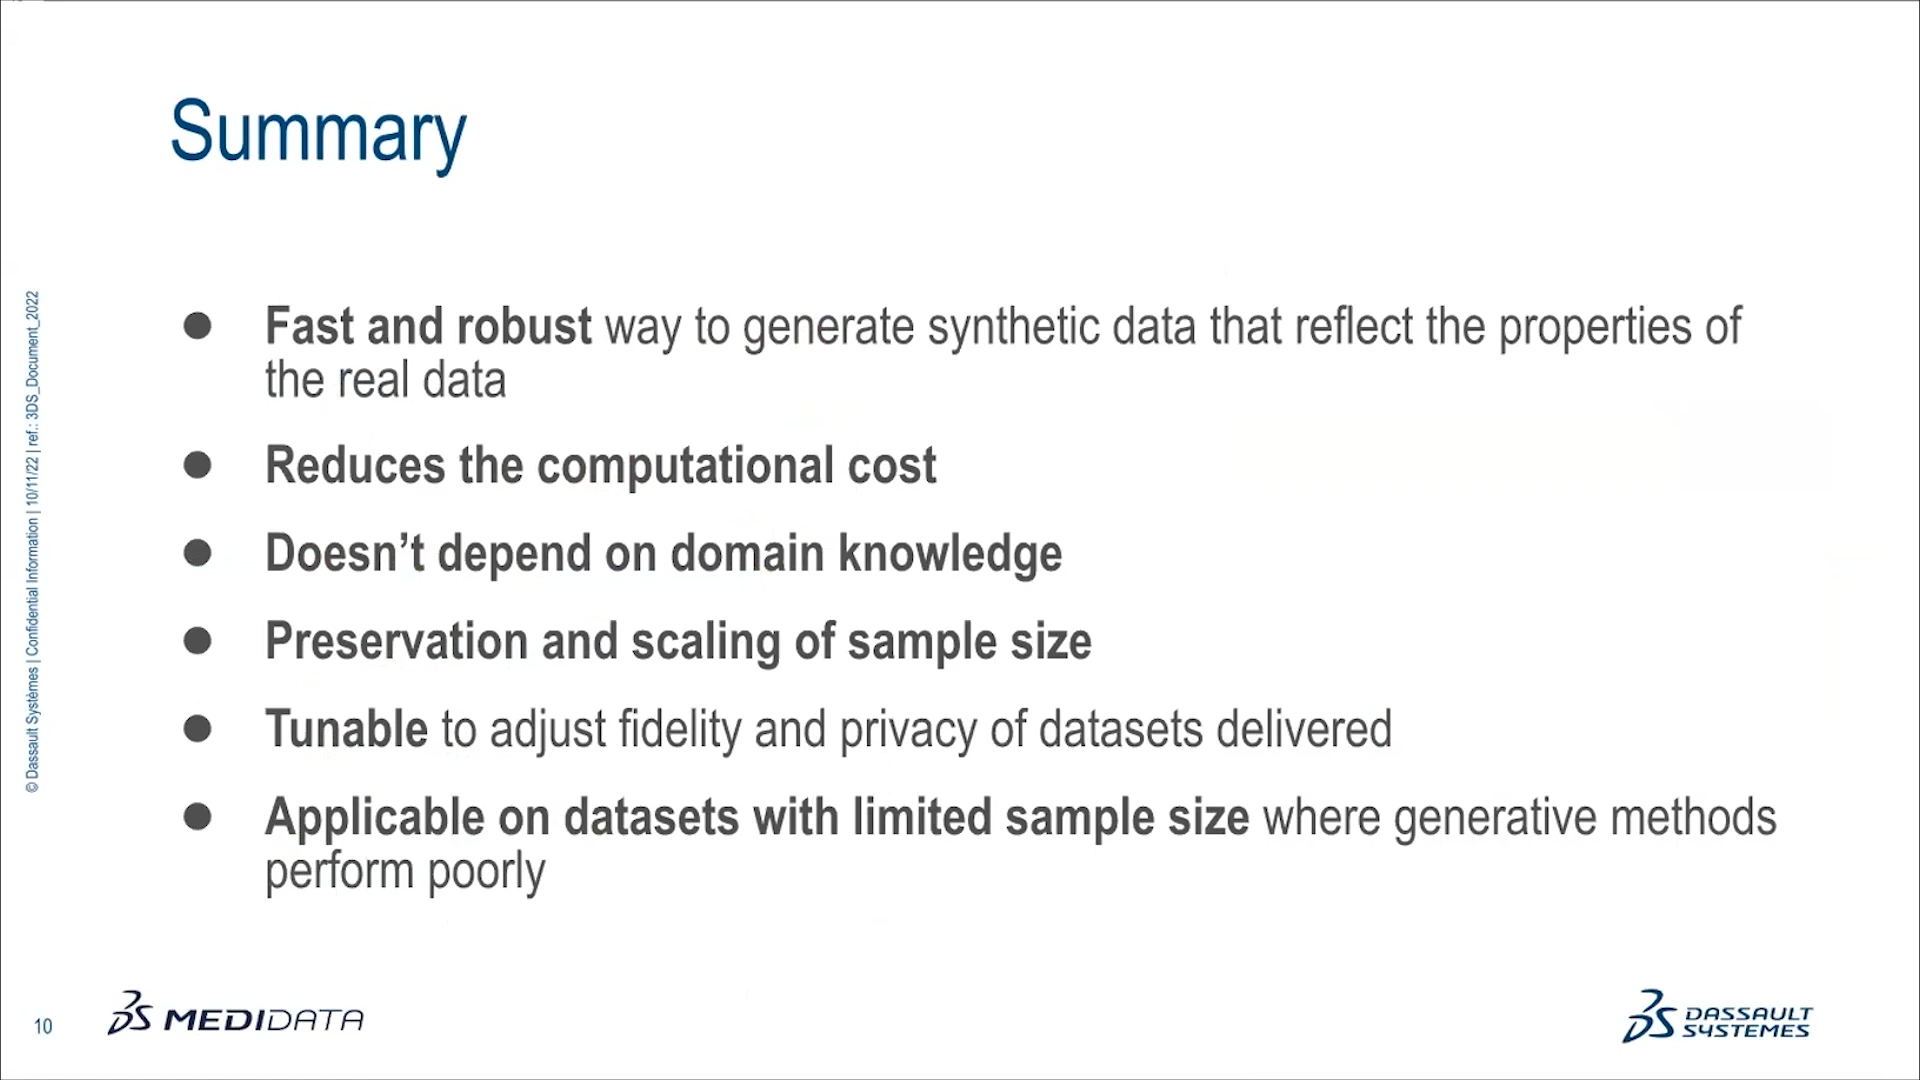 Summary
● Fast and robust way to generate synthetic data that reflect the properties of
the real data
● Reduces the computational cost
● Doesn’t depend on domain knowledge
● Preservation and scaling of sample size
● Tunable to adjust fidelity and privacy of datasets delivered
● Applicable on datasets with limited sample size where generative methods
perform poorly
© Dassault Systèmes | Confidential Information | 10/11/22 | ref.: 3DS_Document_2022
10
MEDIDATA
DASSAULT
SYSTEMES